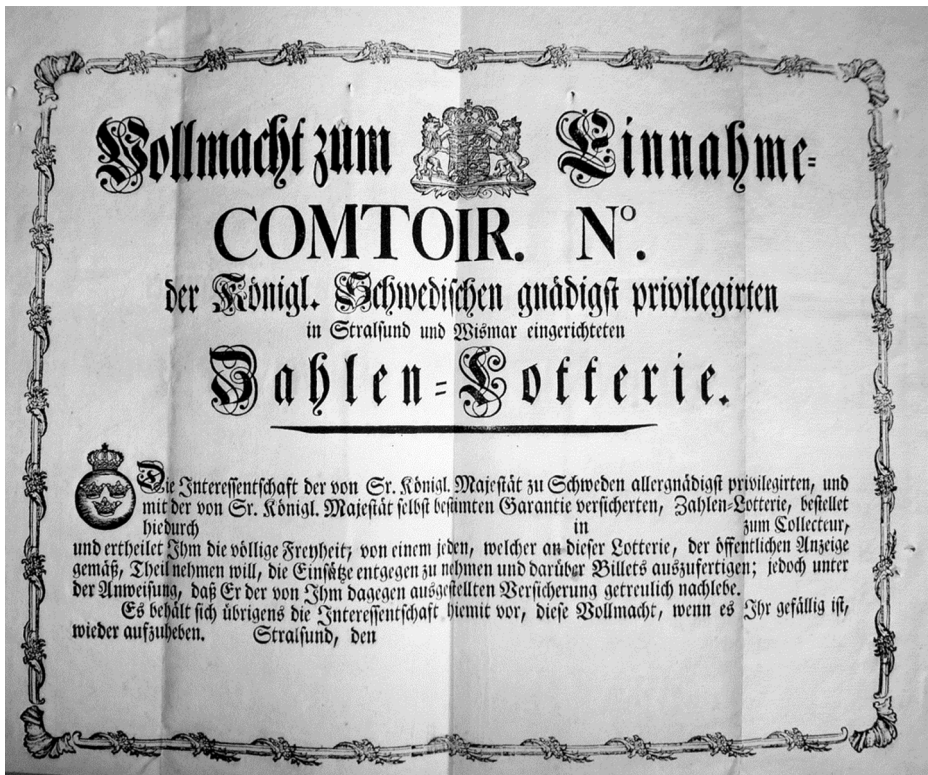 Vollmacht zum Einnahme-
COMTOIR. No.
der Königl. Schwedischen gnädigst privilegirten
in Stralsund und Wismar eingerichteten
Zahlen-Lotterie.
Die Interessentschaft der von Sr. Königl. Majestät zu Schweden allergnädigst privilegirten, und
mit der von Sr. Königl. Majestät selbst bestimten Garantie versicherten, Zahlen-Lotterie, bestellet
hiedurch in zum Collecteur,
und ertheilet Ihm die völlige Freyheit, von einem jeden, welcher an dieser Lotterie, der öffentlichen Anzeige
gemäß, Theil nehmen will, die Einsätze entgegen zu nehmen und darüber Billets auszufertigen; jedoch unter
der Anweisung, daß Er der von Ihm dagegen ausgestellten Versicherung getreulich nachlebe.
Es behält sich übrigens die Interessentschaft hiemit vor, diese Vollmacht, wenn es Ihr gefällig ist,
wieder aufzuheben. Stralsund, den